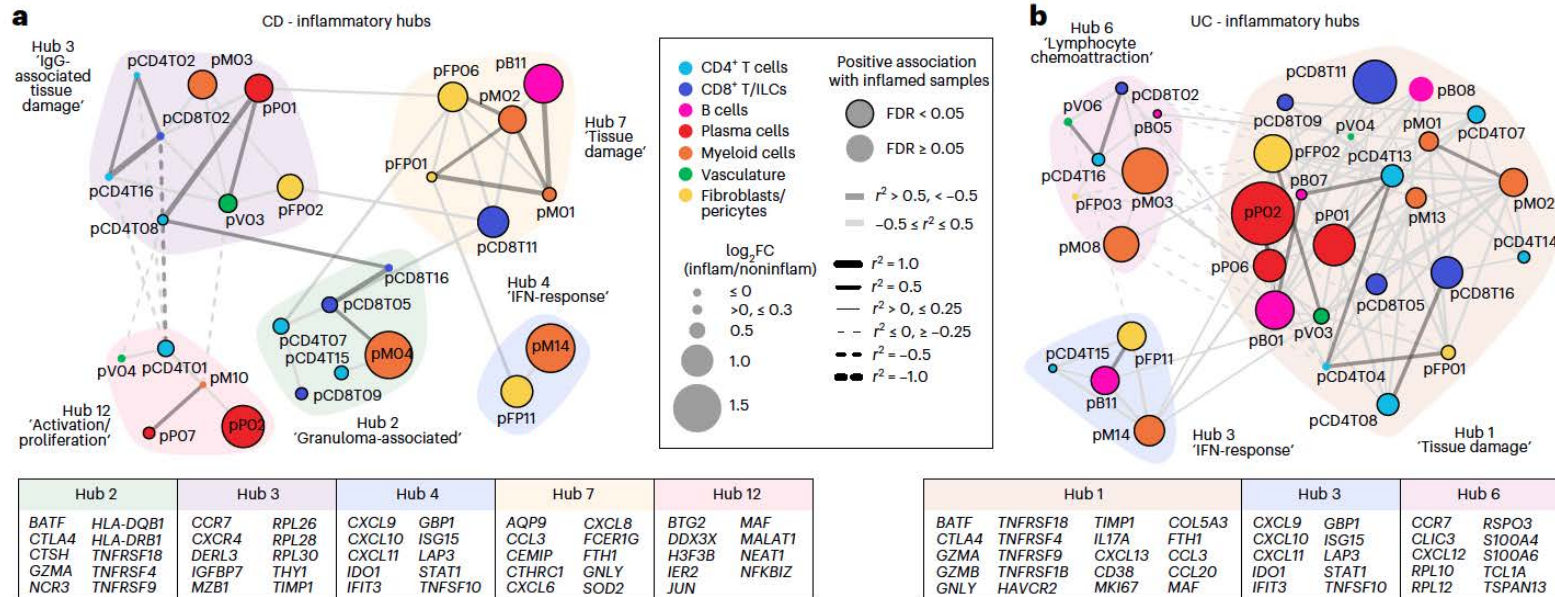 a
CD - inflammatory hubs
Hub 3
'IgG-
associated
tissue
damage'
pCD4T02
pM03
pCD8T02
pP01
pCD4T16
pCD4T08
pV03
pFP02
pFP06
pB11
pM02
pFP01
pM01
pCD8T11
Hub 7
'Tissue
damage'
pCD8T16
pCD8T05
pCD4T07
pCD4T15
pM04
pCD8T09
Hub 2
'Granuloma-associated'
Hub 4
'IFN-response'
pM14
pFP11
pV04
pCD4T01
pM10
pP07
pP02
Hub 12
'Activation/
proliferation'
CD4⁺ T cells
CD8⁺ T/ILCs
B cells
Plasma cells
Myeloid cells
Vasculature
Fibroblasts/
pericytes
log₂FC
(inflam/noninflam)
≤ 0
>0, ≤ 0.3
0.5
1.0
1.5
Positive association
with inflamed samples
FDR < 0.05
FDR ≥ 0.05
r² > 0.5, < −0.5
−0.5 ≤ r² ≤ 0.5
r² = 1.0
r² = 0.5
r² > 0, ≤ 0.25
r² ≤ 0, ≥ −0.25
r² = −0.5
r² = −1.0
b
UC - inflammatory hubs
Hub 6
'Lymphocyte
chemoattraction'
pCD8T02
pV06
pB05
pCD4T16
pFP03
pM03
pM08
pCD8T11
pB08
pCD8T09
pV04
pM01
pCD4T07
pFP02
pCD4T13
pB07
pM02
pP02
pP01
pM13
pCD4T14
pP06
pCD8T05
pCD8T16
pB01
pV03
pCD4T04
pFP01
pCD4T08
Hub 1
'Tissue damage'
pCD4T15
pFP11
pB11
pM14
Hub 3
'IFN-response'
Hub 2 Hub 3 Hub 4 Hub 7 Hub 12
BATF HLA-DQB1 CCR7 RPL26 CXCL9 GBP1 AQP9 CXCL8 BTG2 MAF
CTLA4 HLA-DRB1 CXCR4 RPL28 CXCL10 ISG15 CCL3 FCER1G DDX3X MALAT1
CTSH TNFRSF18 DERL3 RPL30 CXCL11 LAP3 CEMIP FTH1 H3F3B NEAT1
GZMA TNFRSF4 IGFBP7 THY1 IDO1 STAT1 CTHRC1 GNLY IER2 NFKBIZ
NCR3 TNFRSF9 MZB1 TIMP1 IFIT3 TNFSF10 CXCL6 SOD2 JUN
Hub 1 Hub 3 Hub 6
BATF TNFRSF18 TIMP1 COL5A3 CXCL9 GBP1 CCR7 RSPO3
CTLA4 TNFRSF4 IL17A FTH1 CXCL10 ISG15 CLIC3 S100A4
GZMA TNFRSF9 CXCL13 CCL3 CXCL11 LAP3 CXCL12 S100A6
GZMB TNFRSF1B CD38 CCL20 IDO1 STAT1 RPL10 TCL1A
GNLY HAVCR2 MKI67 MAF IFIT3 TNFSF10 RPL12 TSPAN13